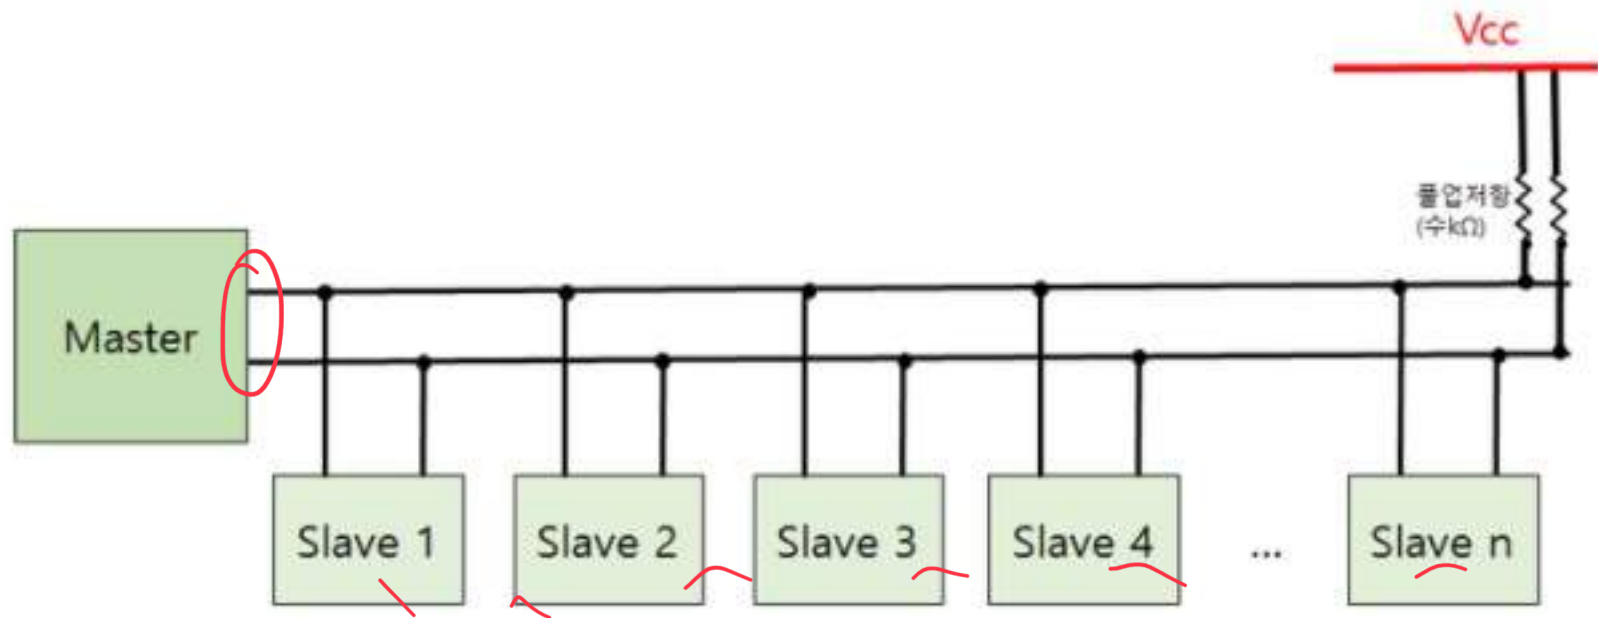 Vcc
풀업저항
(수kΩ)
Master
Slave 1
Slave 2
Slave 3
Slave 4
...
Slave n